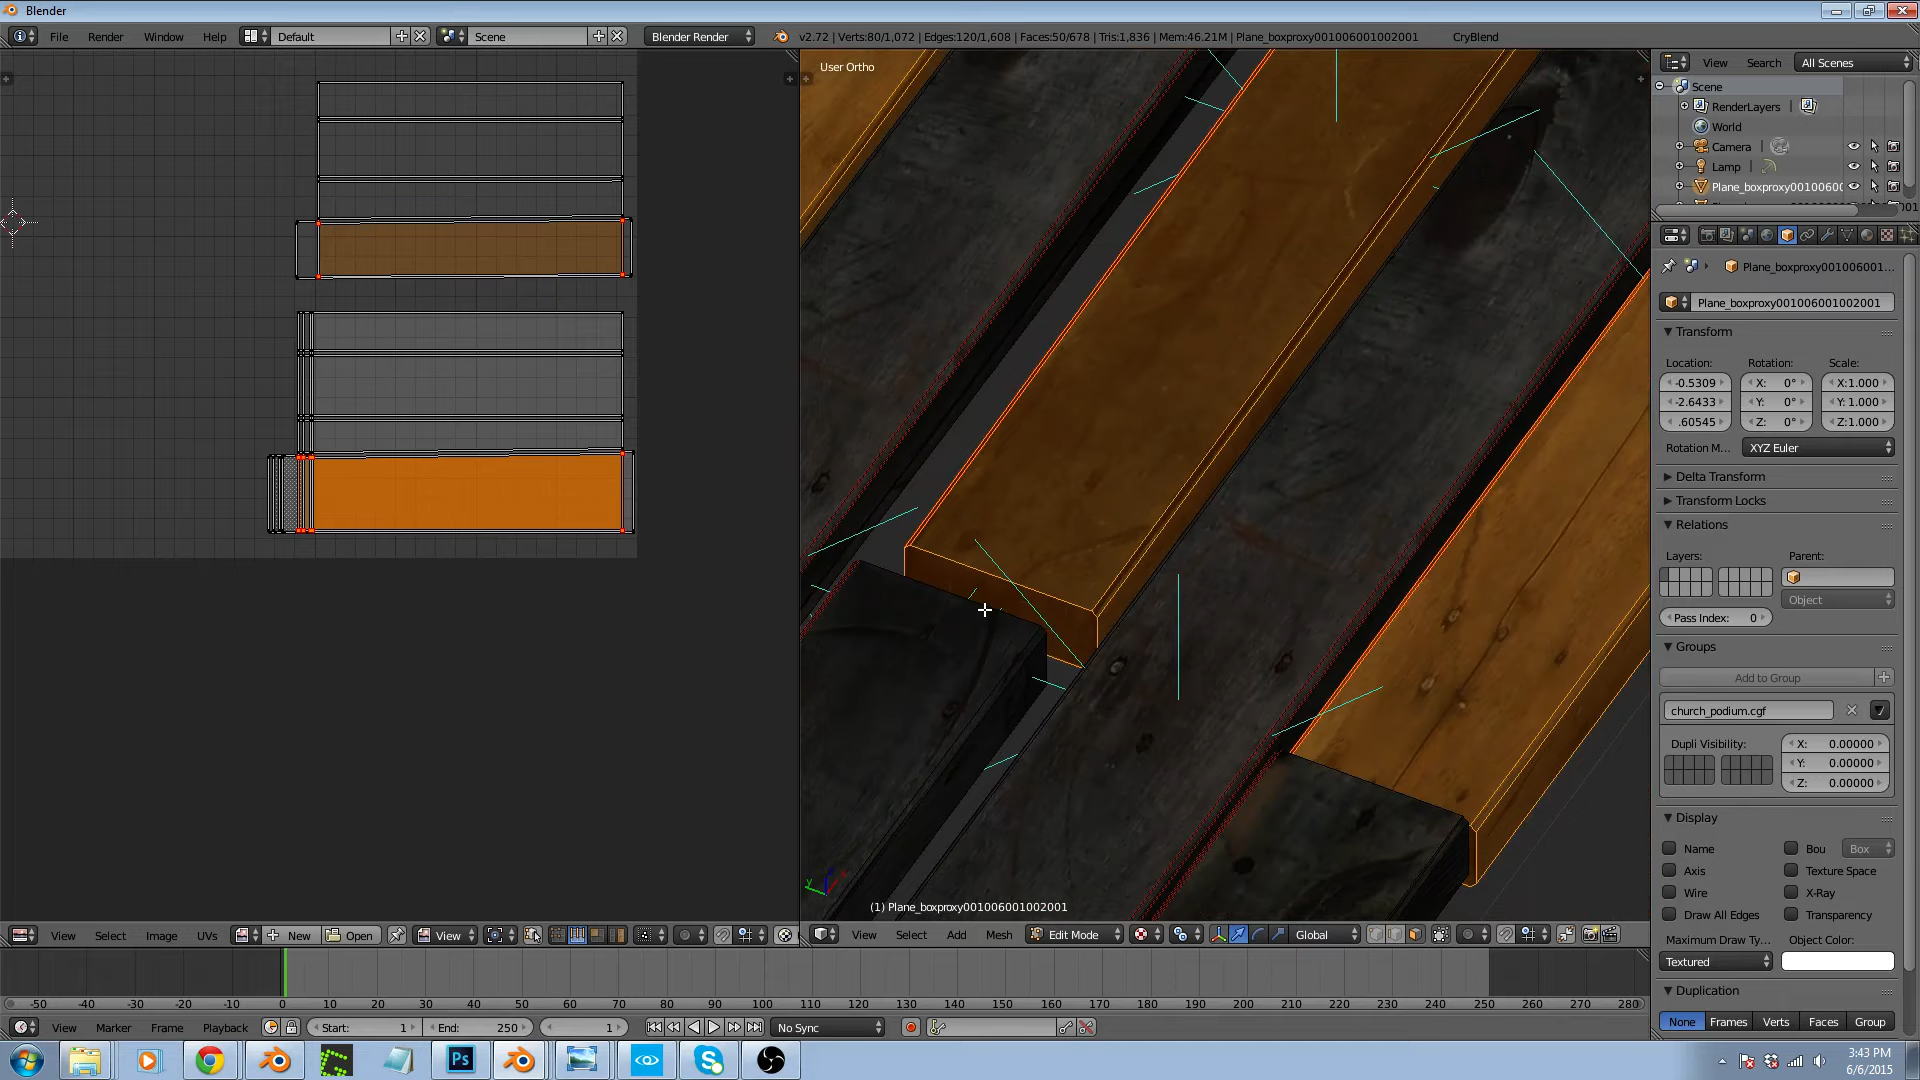 Blender
File Render Window Help Default Scene Blender Render v2.72 | Verts:80/1,072 | Edges:120/1,608 | Faces:50/678 | Tris:1,836 | Mem:46.21M | Plane_boxproxy001006001002001 CryBlend
User Ortho
View Search All Scenes
Scene
RenderLayers
World
Camera
Lamp
Plane_boxproxy0010060
Plane_boxproxy001006001...
Plane_boxproxy001006001002001
Transform
Location: Rotation: Scale:
-0.5309 X: 0° X:1.000
-2.6433 Y: 0° Y: 1.000
.60545 Z: 0° Z:1.000
Rotation M... XYZ Euler
Delta Transform
Transform Locks
Relations
Layers: Parent:
Object
Pass Index: 0
Groups
Add to Group
church_podium.cgf
Dupli Visibility: X: 0.00000
Y: 0.00000
Z: 0.00000
Display
Name Bou Box
Axis Texture Space
Wire X-Ray
Draw All Edges Transparency
Maximum Draw Ty... Object Color:
Textured
Duplication
None Frames Verts Faces Group
(1) Plane_boxproxy001006001002001
View Select Image UVs New Open View
View Select Add Mesh Edit Mode Global
-50 -40 -30 -20 -10 0 10 20 30 40 50 60 70 80 90 100 110 120 130 140 150 160 170 180 190 200 210 220 230 240 250 260 270 280
View Marker Frame Playback Start: 1 End: 250 1 No Sync
Ps
3:43 PM
6/6/2015